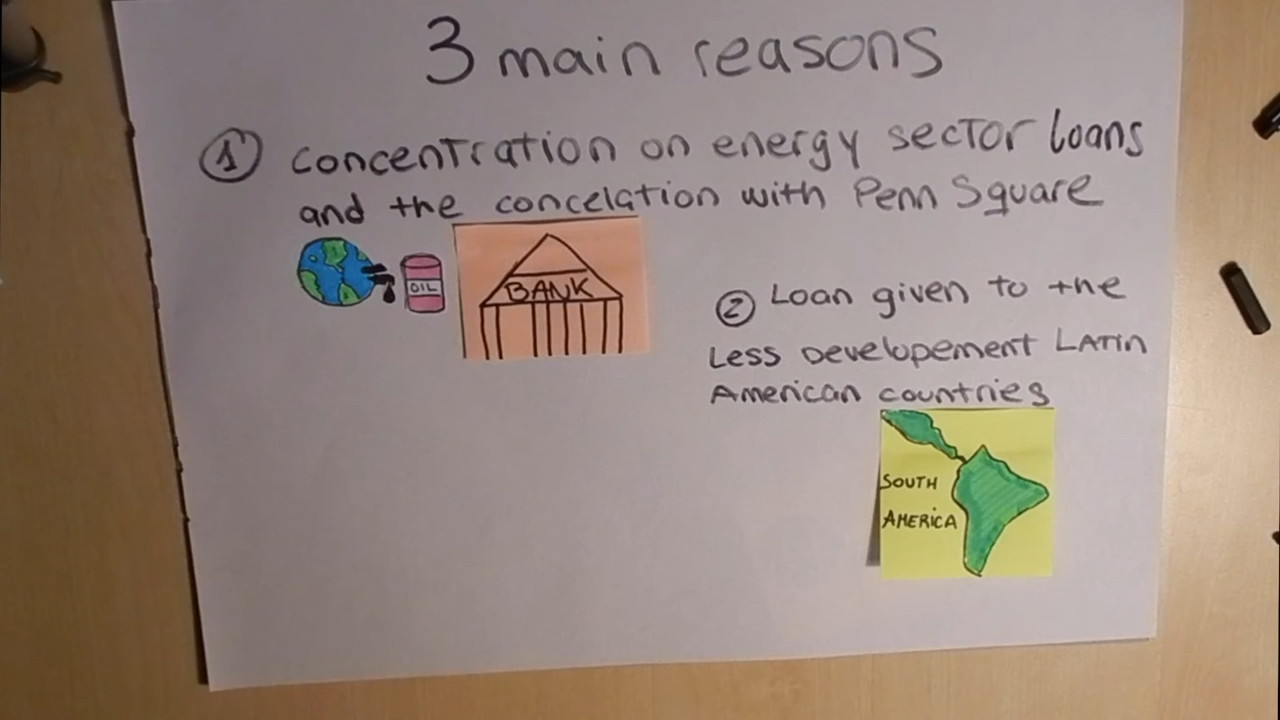 3 main reasons
1 concentration on energy sector loans
and the concelation with Penn Square
OIL
BANK
2 Loan given to the
Less Developement Latin
American countries
SOUTH
AMERICA